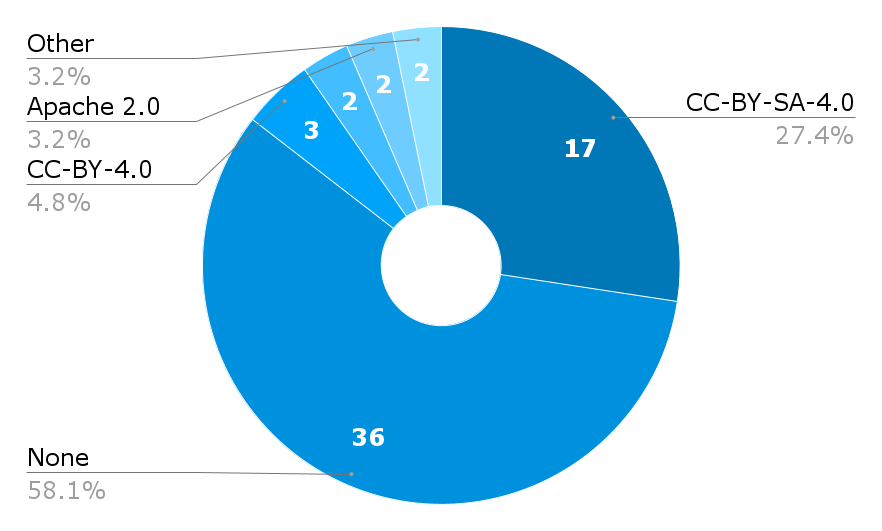 Other
3.2%
Apache 2.0
3.2%
CC-BY-4.0
4.8%
None
58.1%
CC-BY-SA-4.0
27.4%
17
36
3
2
2
2